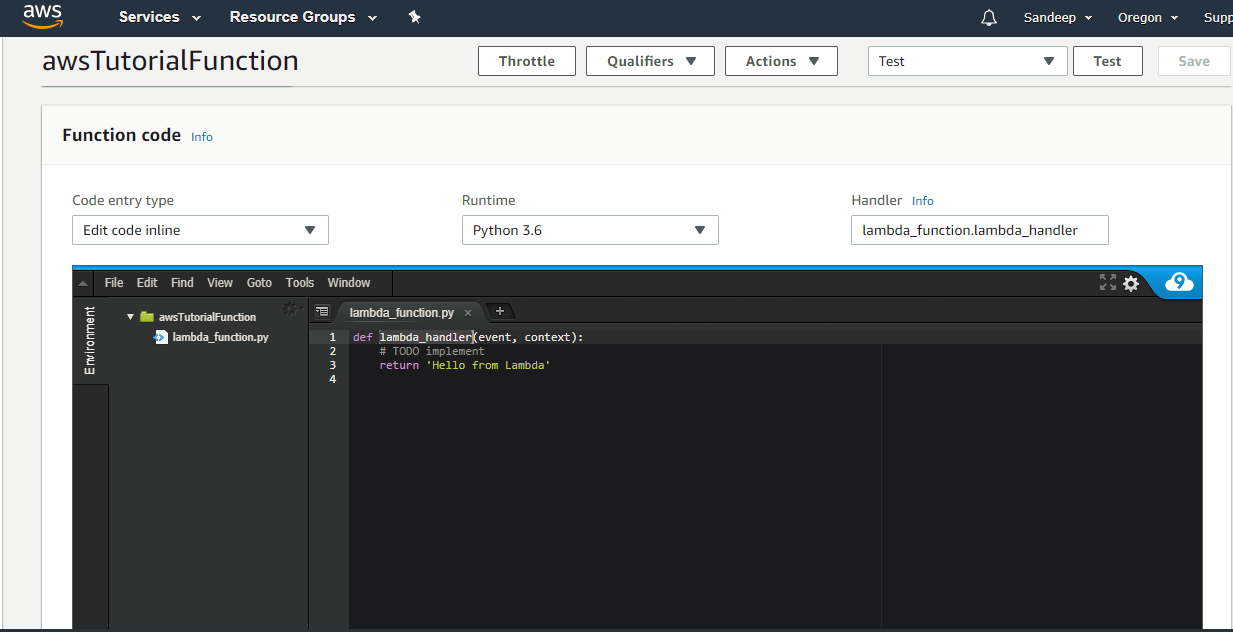 aws Services Resource Groups Sandeep Oregon Supp
awsTutorialFunction Throttle Qualifiers Actions Test Test Save
Function code Info
Code entry type Runtime Handler Info
Edit code inline Python 3.6 lambda_function.lambda_handler
File Edit Find View Goto Tools Window 9
Environment
awsTutorialFunction
lambda_function.py
lambda_function.py
1 def lambda_handler(event, context):
2 # TODO implement
3 return 'Hello from Lambda'
4